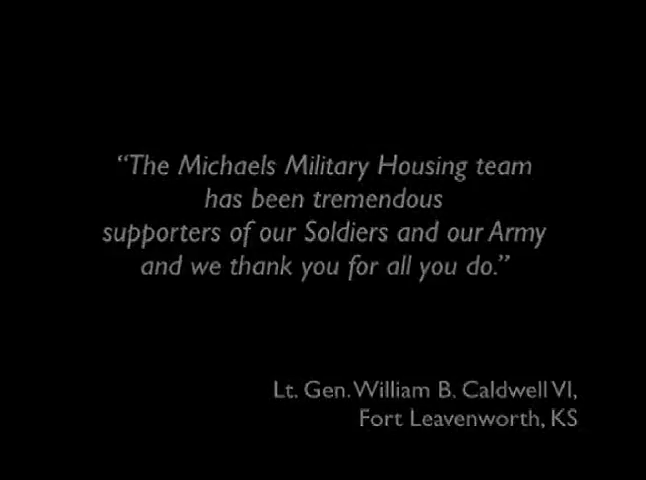 “The Michaels Military Housing team
has been tremendous
supporters of our Soldiers and our Army
and we thank you for all you do.”
Lt. Gen. William B. Caldwell VI,
Fort Leavenworth, KS